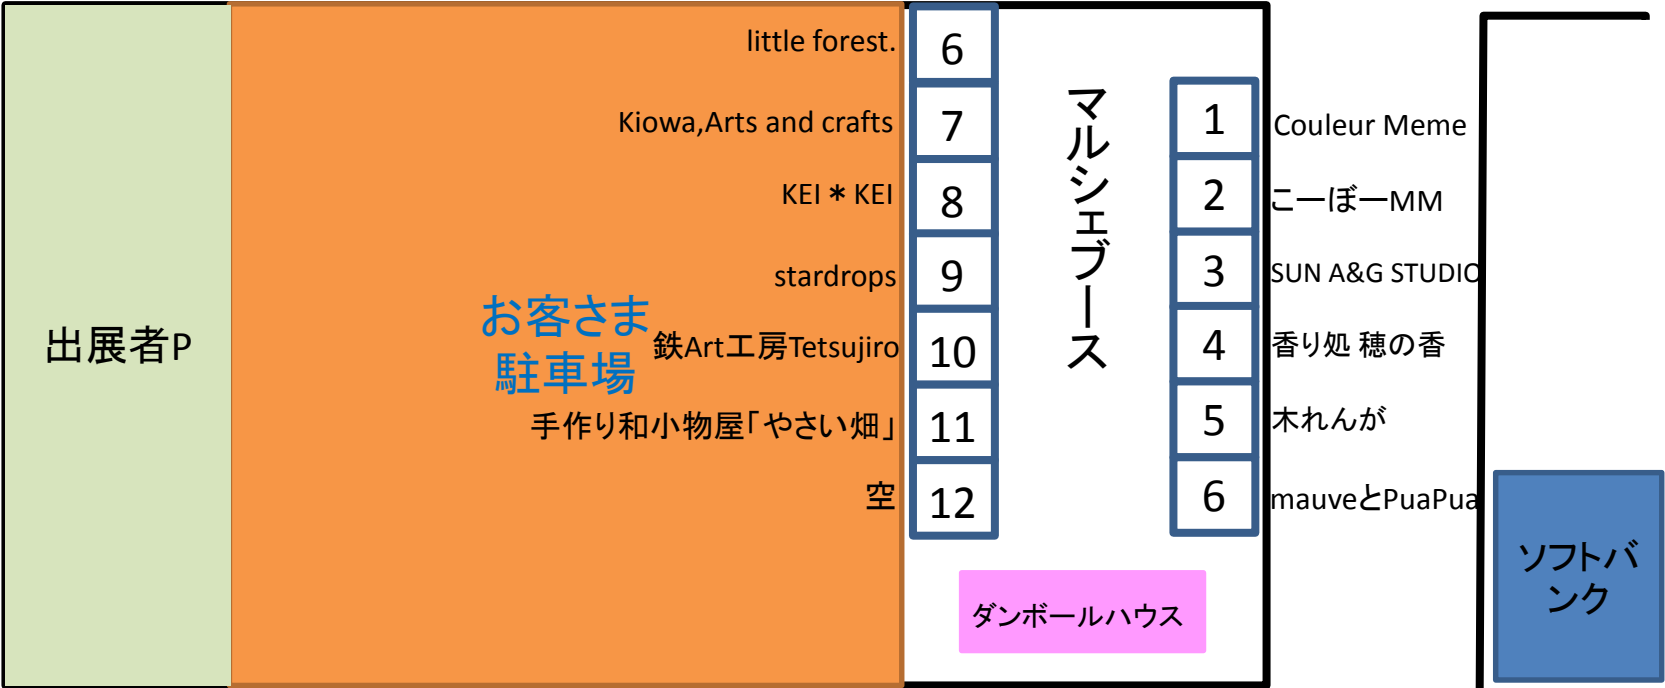 出展者P
お客さま
駐車場
little forest.
Kiowa,Arts and crafts
KEI＊KEI
stardrops
鉄Art工房Tetsujiro
手作り和小物屋「やさい畑」
空
6
7
8
9
10
11
12
マルシェブース
1
2
3
4
5
6
Couleur Meme
こーぼーMM
SUN A&G STUDIO
香り処 穂の香
木れんが
mauveとPuaPua
ダンボールハウス
ソフトバ
ンク